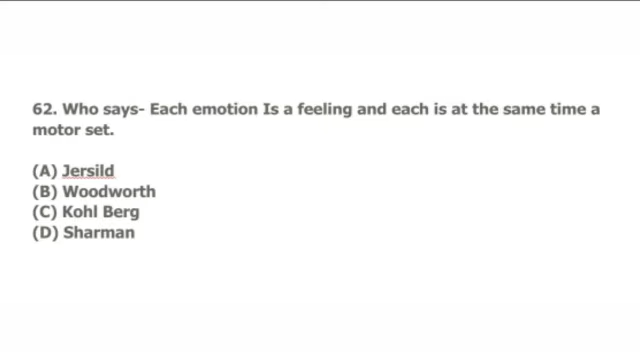 62. Who says- Each emotion Is a feeling and each is at the same time a
motor set.
(A) Jersild
(B) Woodworth
(C) Kohl Berg
(D) Sharman